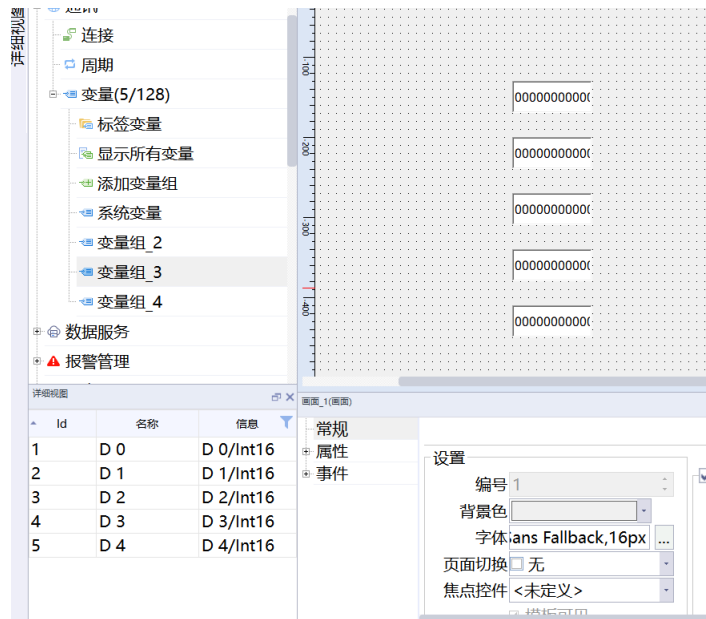 详细视图
通讯
连接
周期
变量(5/128)
标签变量
显示所有变量
添加变量组
系统变量
变量组_2
变量组_3
变量组_4
数据服务
报警管理
-100
-200
-300
-400
00000000000
00000000000
00000000000
00000000000
00000000000
详细视图
Id 名称 信息
1 D 0 D 0/Int16
2 D 1 D 1/Int16
3 D 2 D 2/Int16
4 D 3 D 3/Int16
5 D 4 D 4/Int16
画面_1(画面)
常规
属性
事件
设置
编号 1
背景色
字体 ans Fallback,16px ...
页面切换 无
焦点控件 <未定义>
模板可见